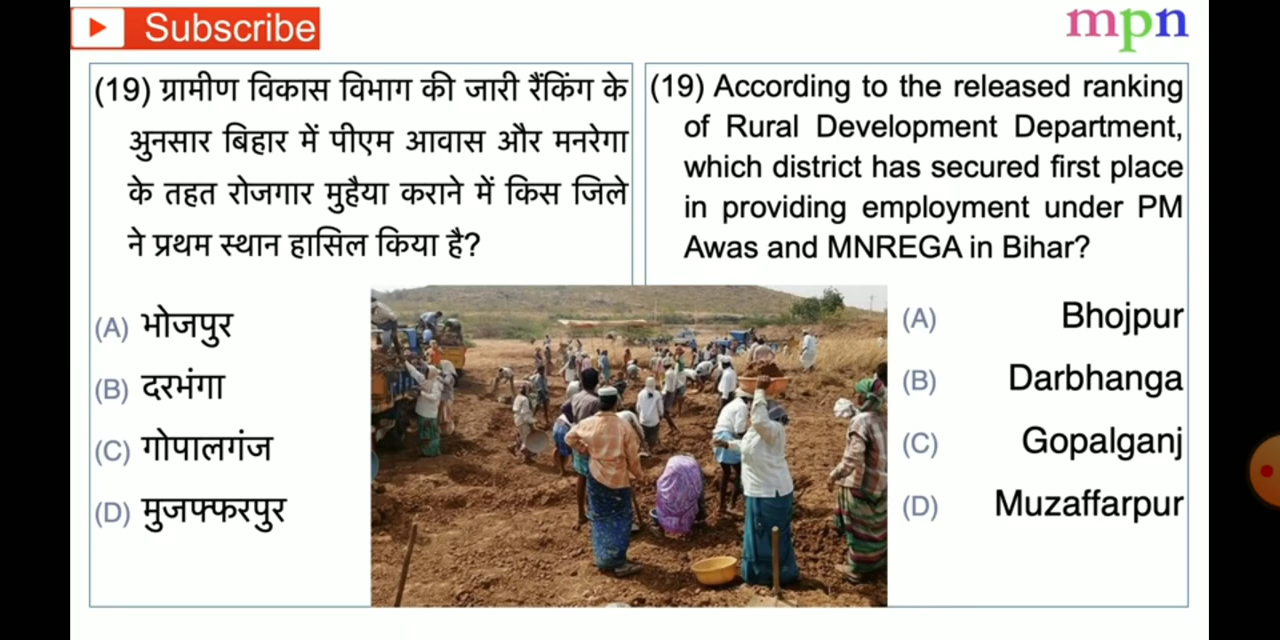 Subscribe
mpn
(19) ग्रामीण विकास विभाग की जारी रैंकिंग के
अुनसार बिहार में पीएम आवास और मनरेगा
के तहत रोजगार मुहैया कराने में किस जिले
ने प्रथम स्थान हासिल किया है?
(A) भोजपुर
(B) दरभंगा
(C) गोपालगंज
(D) मुजफ्फरपुर
(19) According to the released ranking
of Rural Development Department,
which district has secured first place
in providing employment under PM
Awas and MNREGA in Bihar?
(A) Bhojpur
(B) Darbhanga
(C) Gopalganj
(D) Muzaffarpur